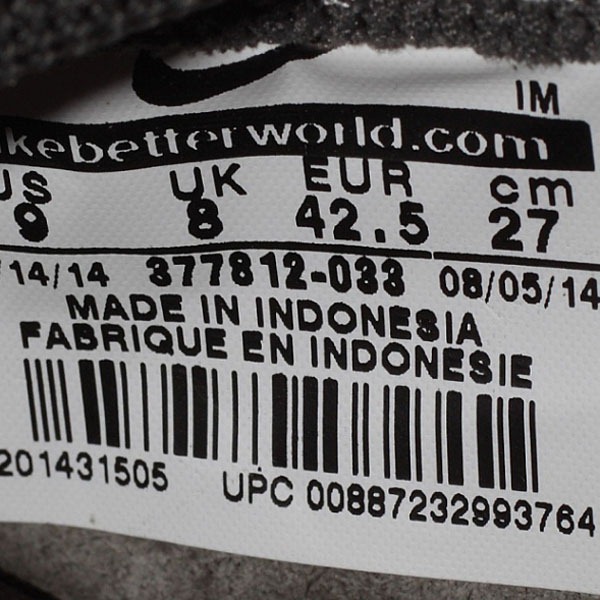 IM
kebetterworld.com
US UK EUR cm
9 8 42.5 27
/14/14 377812-033 08/05/14
MADE IN INDONESIA
FABRIQUE EN INDONESIE
201431505 UPC 00887232993764